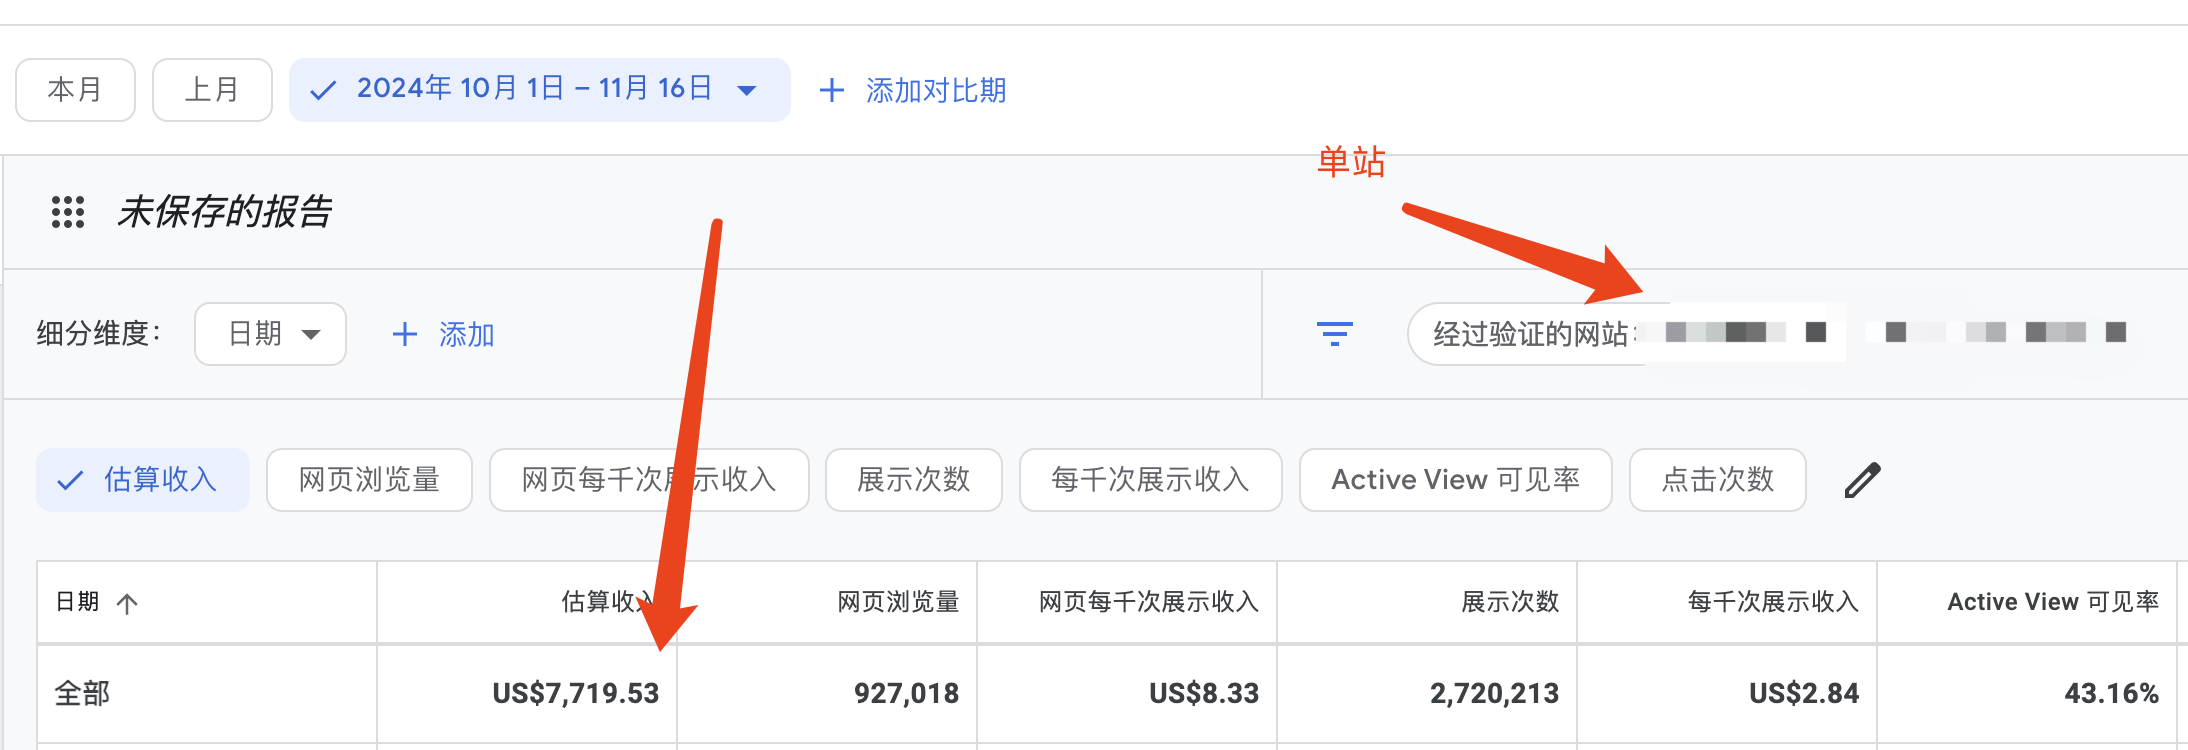 本月 上月 2024年 10月 1日 – 11月 16日 添加对比期
单站
未保存的报告
细分维度: 日期 添加 经过验证的网站:
估算收入 网页浏览量 网页每千次展示收入 展示次数 每千次展示收入 Active View 可见率 点击次数
日期 估算收入 网页浏览量 网页每千次展示收入 展示次数 每千次展示收入 Active View 可见率
全部 US$7,719.53 927,018 US$8.33 2,720,213 US$2.84 43.16%